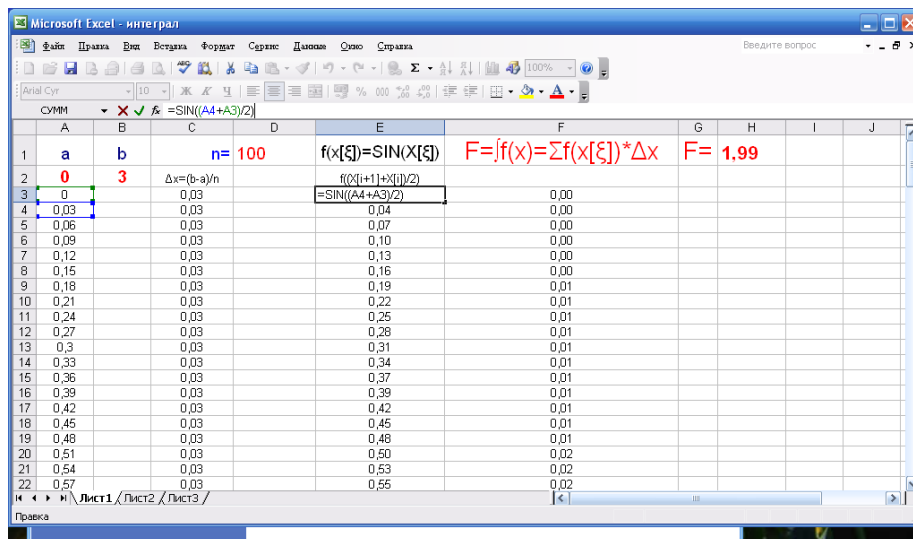 Microsoft Excel - интеграл
Файл Правка Вид Вставка Формат Сервис Данные Окно Справка Введите вопрос
100%
Arial Cyr 10 Ж К Ч % 000
СУММ fx =SIN((A4+A3)/2)
A B C D E F G H I J
1 a b n= 100 f(x[ξ])=SIN(X[ξ]) F=∫f(x)=Σf(x[ξ])*Δx F= 1,99
2 0 3 Δx=(b-a)/n f((X[i+1]+X[i])/2)
3 0 0,03 =SIN((A4+A3)/2) 0,00
4 0,03 0,03 0,04 0,00
5 0,06 0,03 0,07 0,00
6 0,09 0,03 0,10 0,00
7 0,12 0,03 0,13 0,00
8 0,15 0,03 0,16 0,00
9 0,18 0,03 0,19 0,01
10 0,21 0,03 0,22 0,01
11 0,24 0,03 0,25 0,01
12 0,27 0,03 0,28 0,01
13 0,3 0,03 0,31 0,01
14 0,33 0,03 0,34 0,01
15 0,36 0,03 0,37 0,01
16 0,39 0,03 0,39 0,01
17 0,42 0,03 0,42 0,01
18 0,45 0,03 0,45 0,01
19 0,48 0,03 0,48 0,01
20 0,51 0,03 0,50 0,02
21 0,54 0,03 0,53 0,02
22 0,57 0,03 0,55 0,02
Лист1 Лист2 Лист3
Правка